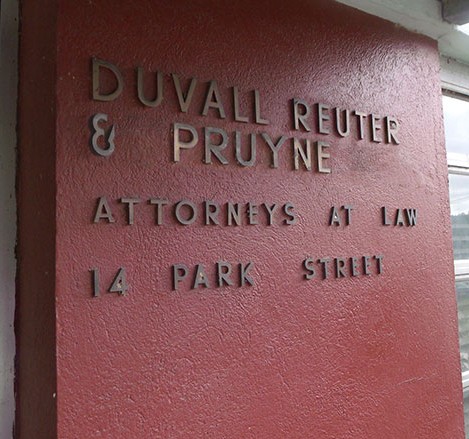 DUVALL REUTER
& PRUYNE
ATTORNEYS AT LAW
14 PARK STREET